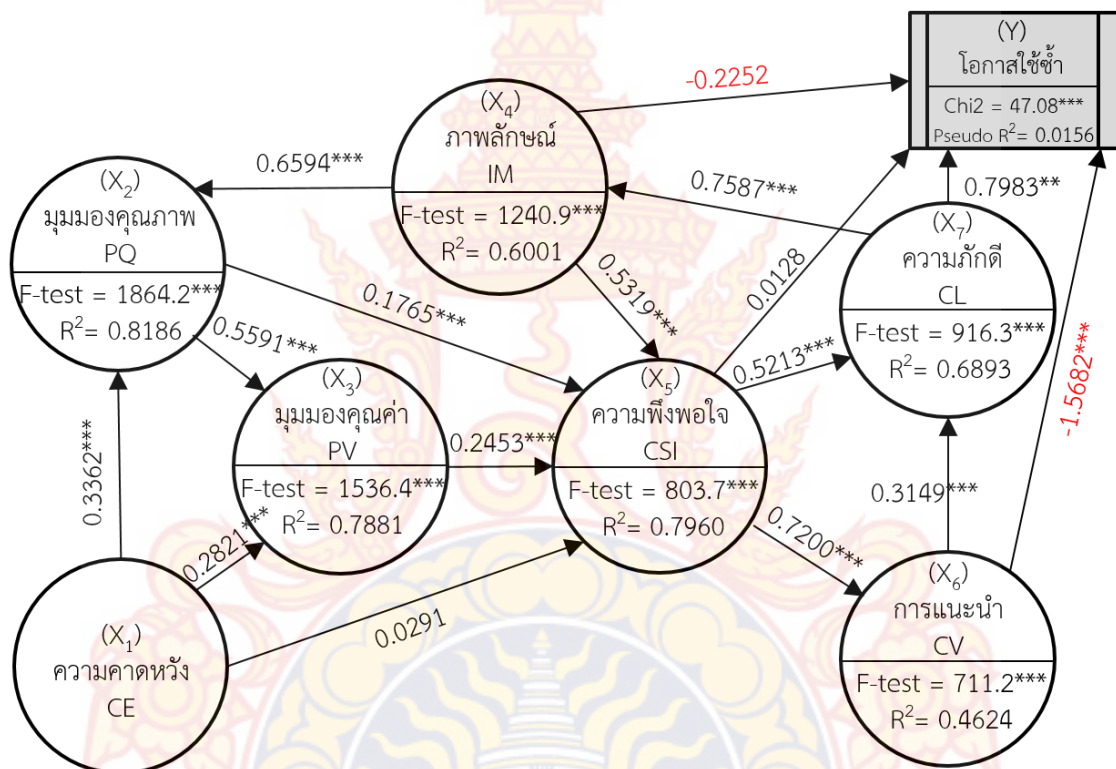 (Y)
โอกาสใช้ซ้ำ
Chi2 = 47.08***
Pseudo R²= 0.0156
-0.2252
(X₄)
ภาพลักษณ์
IM
F-test = 1240.9***
R²= 0.6001
0.6594***
0.7587***
0.7983**
(X₂)
มุมมองคุณภาพ
PQ
F-test = 1864.2***
R²= 0.8186
(X₇)
ความภักดี
CL
F-test = 916.3***
R²= 0.6893
0.1765***
0.5319***
0.0128
0.5591***
0.5213***
-1.5682***
(X₃)
มุมมองคุณค่า
PV
F-test = 1536.4***
R²= 0.7881
0.2453***
(X₅)
ความพึงพอใจ
CSI
F-test = 803.7***
R²= 0.7960
0.3362***
0.2821***
0.3149***
0.7200***
0.0291
(X₁)
ความคาดหวัง
CE
(X₆)
การแนะนำ
CV
F-test = 711.2***
R²= 0.4624